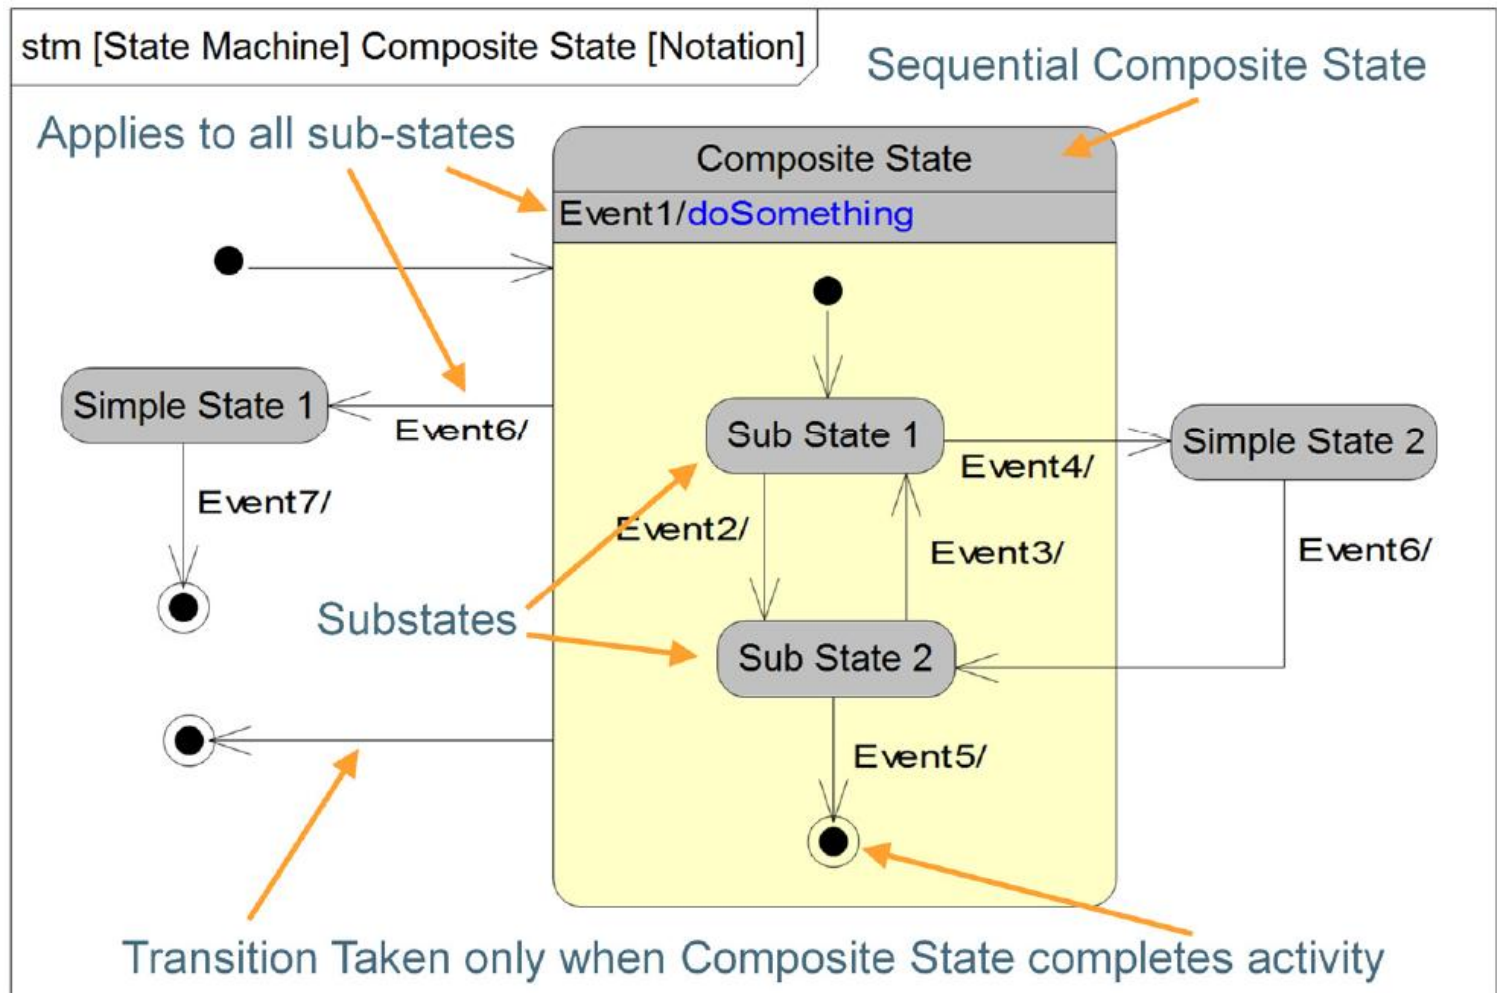 stm [State Machine] Composite State [Notation]
Sequential Composite State
Applies to all sub-states
Composite State
Event1/doSomething
Simple State 1
Event6/
Sub State 1
Event4/
Simple State 2
Event7/
Event2/
Event3/
Event6/
Substates
Sub State 2
Event5/
Transition Taken only when Composite State completes activity